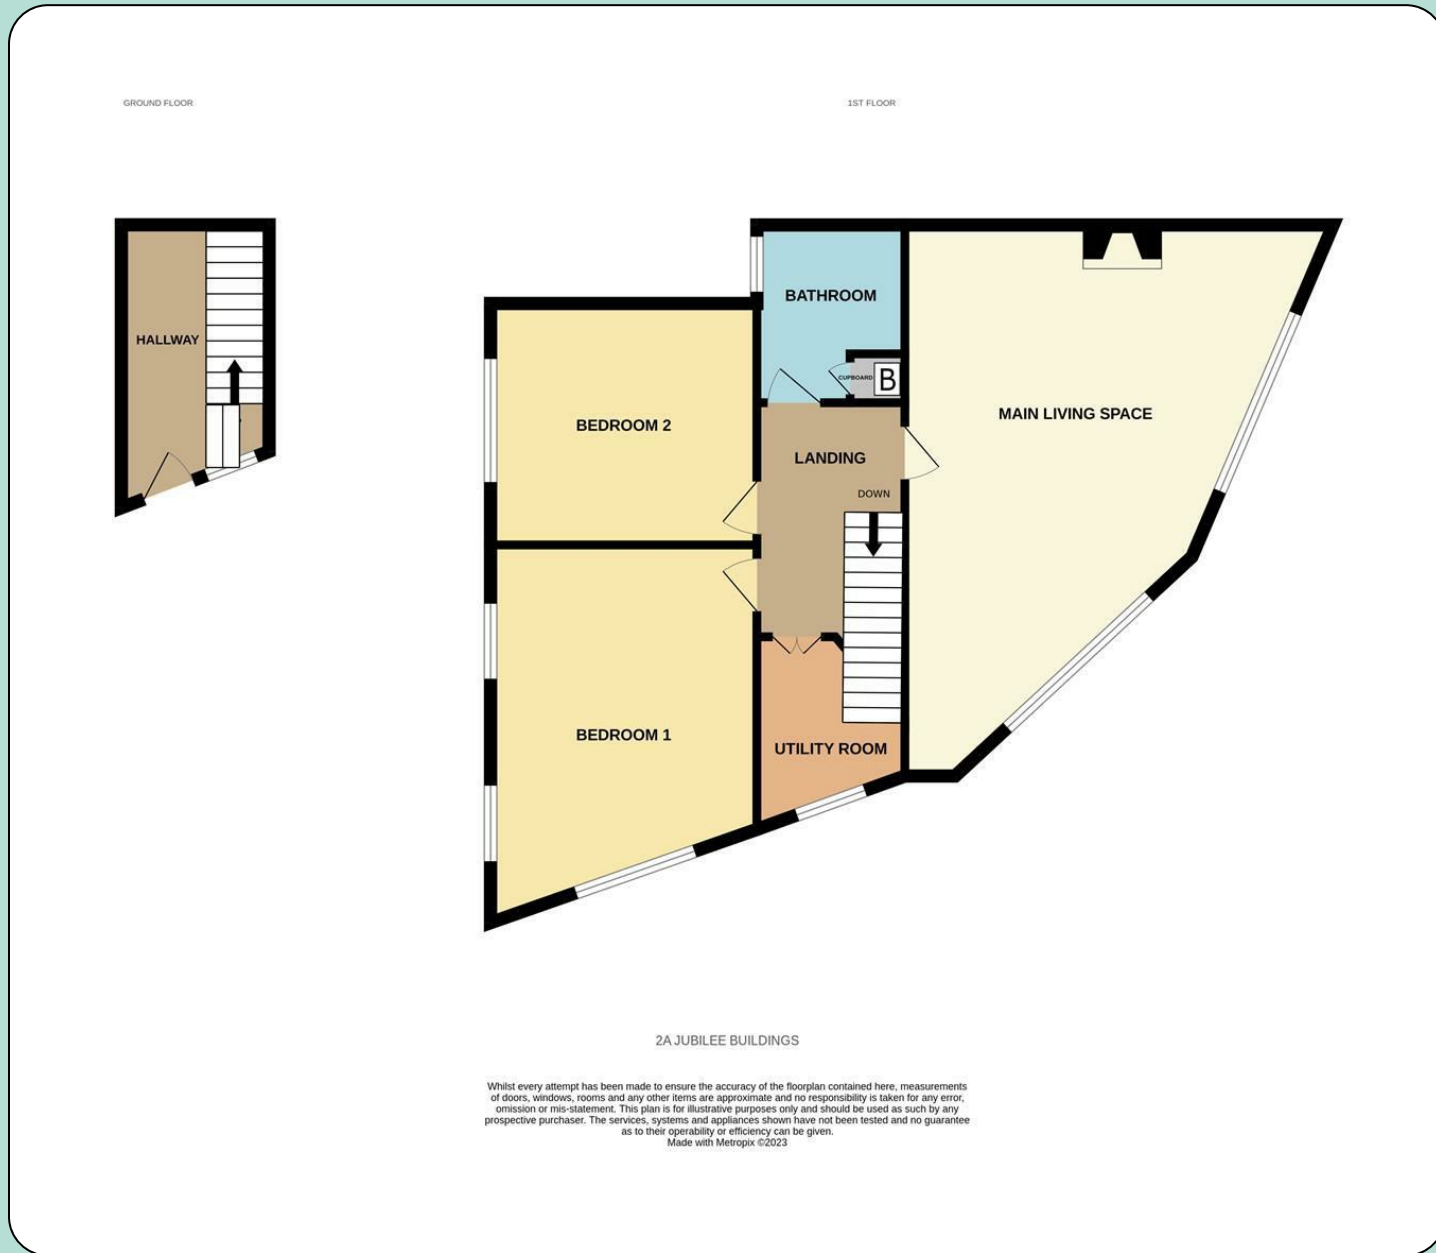 GROUND FLOOR
1ST FLOOR
HALLWAY
BATHROOM
CUPBOARD
B
BEDROOM 2
MAIN LIVING SPACE
LANDING
DOWN
BEDROOM 1
UTILITY ROOM
2A JUBILEE BUILDINGS
Whilst every attempt has been made to ensure the accuracy of the floorplan contained here, measurements
of doors, windows, rooms and any other items are approximate and no responsibility is taken for any error,
omission or mis-statement. This plan is for illustrative purposes only and should be used as such by any
prospective purchaser. The services, systems and appliances shown have not been tested and no guarantee
as to their operability or efficiency can be given.
Made with Metropix ©2023